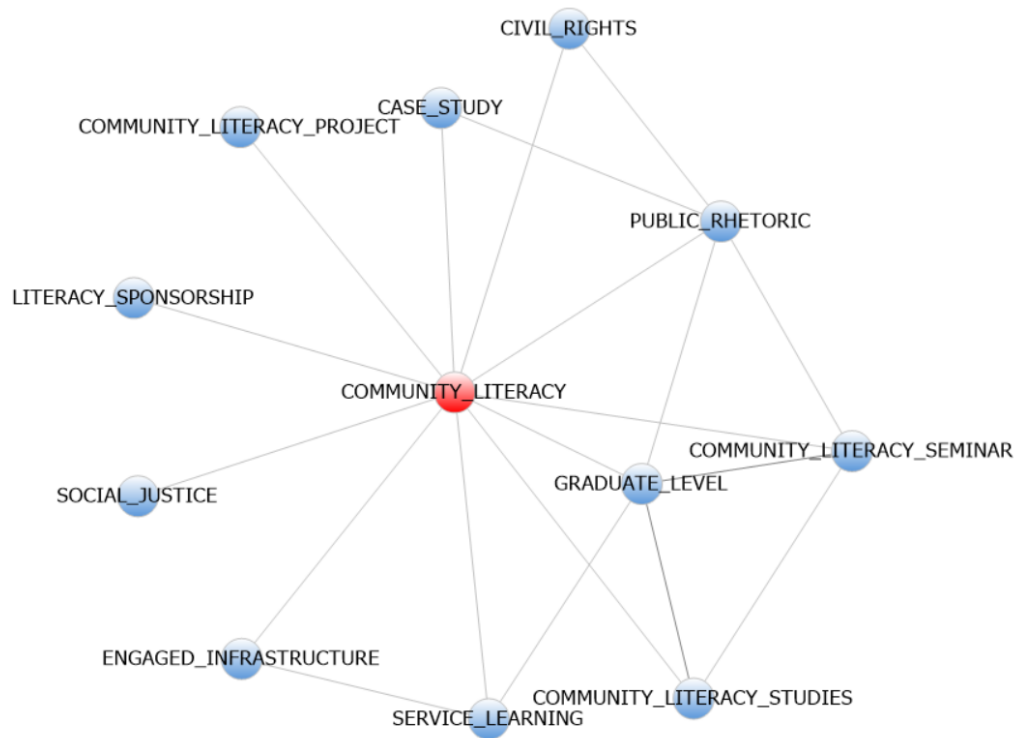 CIVIL_RIGHTS
CASE_STUDY
COMMUNITY_LITERACY_PROJECT
PUBLIC_RHETORIC
LITERACY_SPONSORSHIP
COMMUNITY_LITERACY
COMMUNITY_LITERACY_SEMINAR
GRADUATE_LEVEL
SOCIAL_JUSTICE
ENGAGED_INFRASTRUCTURE
COMMUNITY_LITERACY_STUDIES
SERVICE_LEARNING